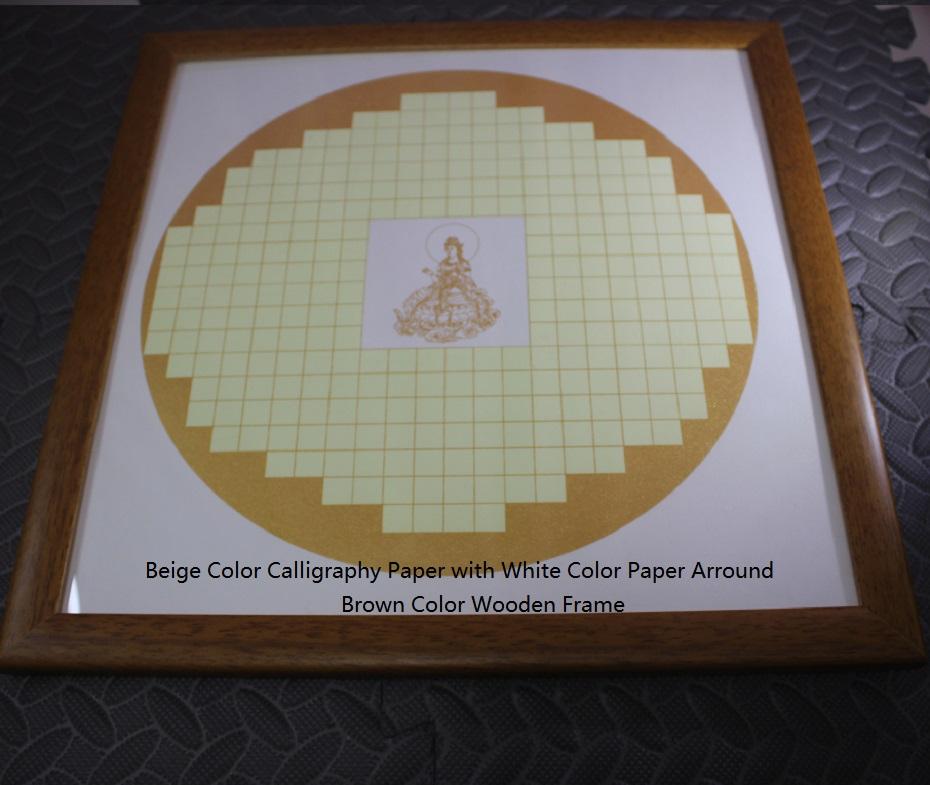 Beige Color Calligraphy Paper with White Color Paper Arround
Brown Color Wooden Frame